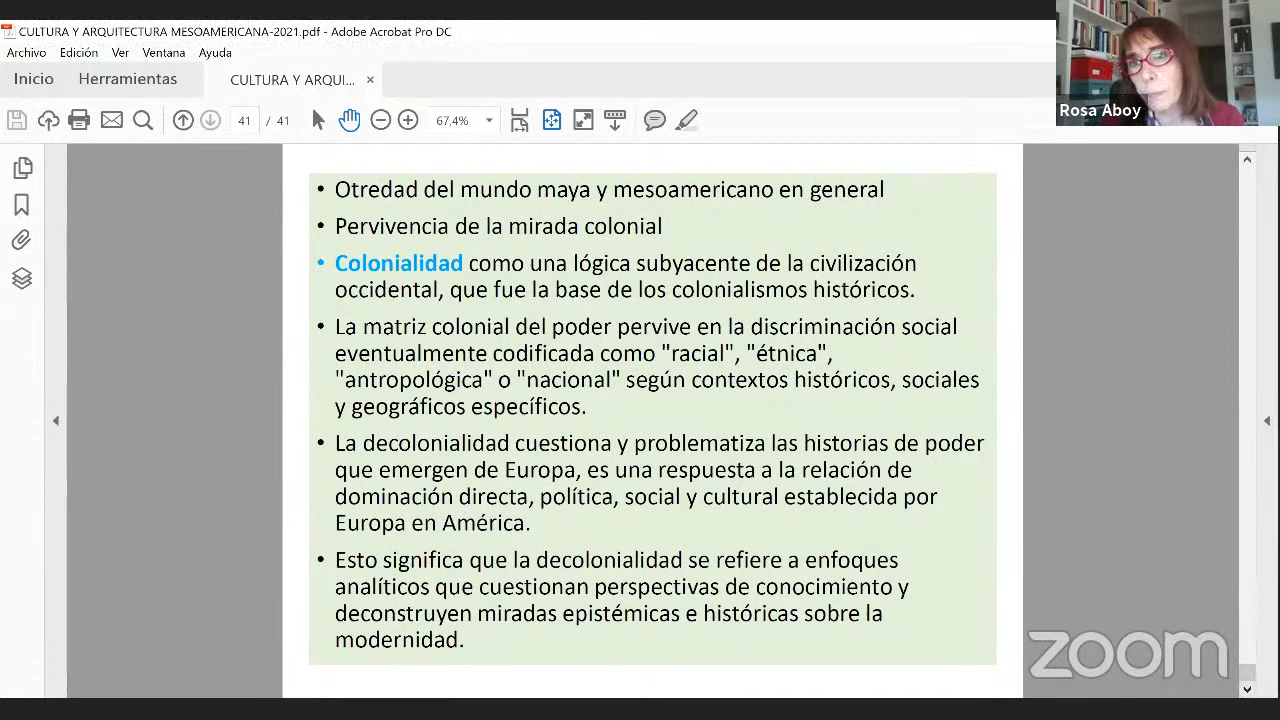 CULTURA Y ARQUITECTURA MESOAMERICANA-2021.pdf - Adobe Acrobat Pro DC
Archivo Edición Ver Ventana Ayuda
Inicio Herramientas CULTURA Y ARQUI... ×
41 / 41 67,4%
Rosa Aboy
• Otredad del mundo maya y mesoamericano en general
• Pervivencia de la mirada colonial
• Colonialidad como una lógica subyacente de la civilización
occidental, que fue la base de los colonialismos históricos.
• La matriz colonial del poder pervive en la discriminación social
eventualmente codificada como "racial", "étnica",
"antropológica" o "nacional" según contextos históricos, sociales
y geográficos específicos.
• La decolonialidad cuestiona y problematiza las historias de poder
que emergen de Europa, es una respuesta a la relación de
dominación directa, política, social y cultural establecida por
Europa en América.
• Esto significa que la decolonialidad se refiere a enfoques
analíticos que cuestionan perspectivas de conocimiento y
deconstruyen miradas epistémicas e históricas sobre la
modernidad.
zoom